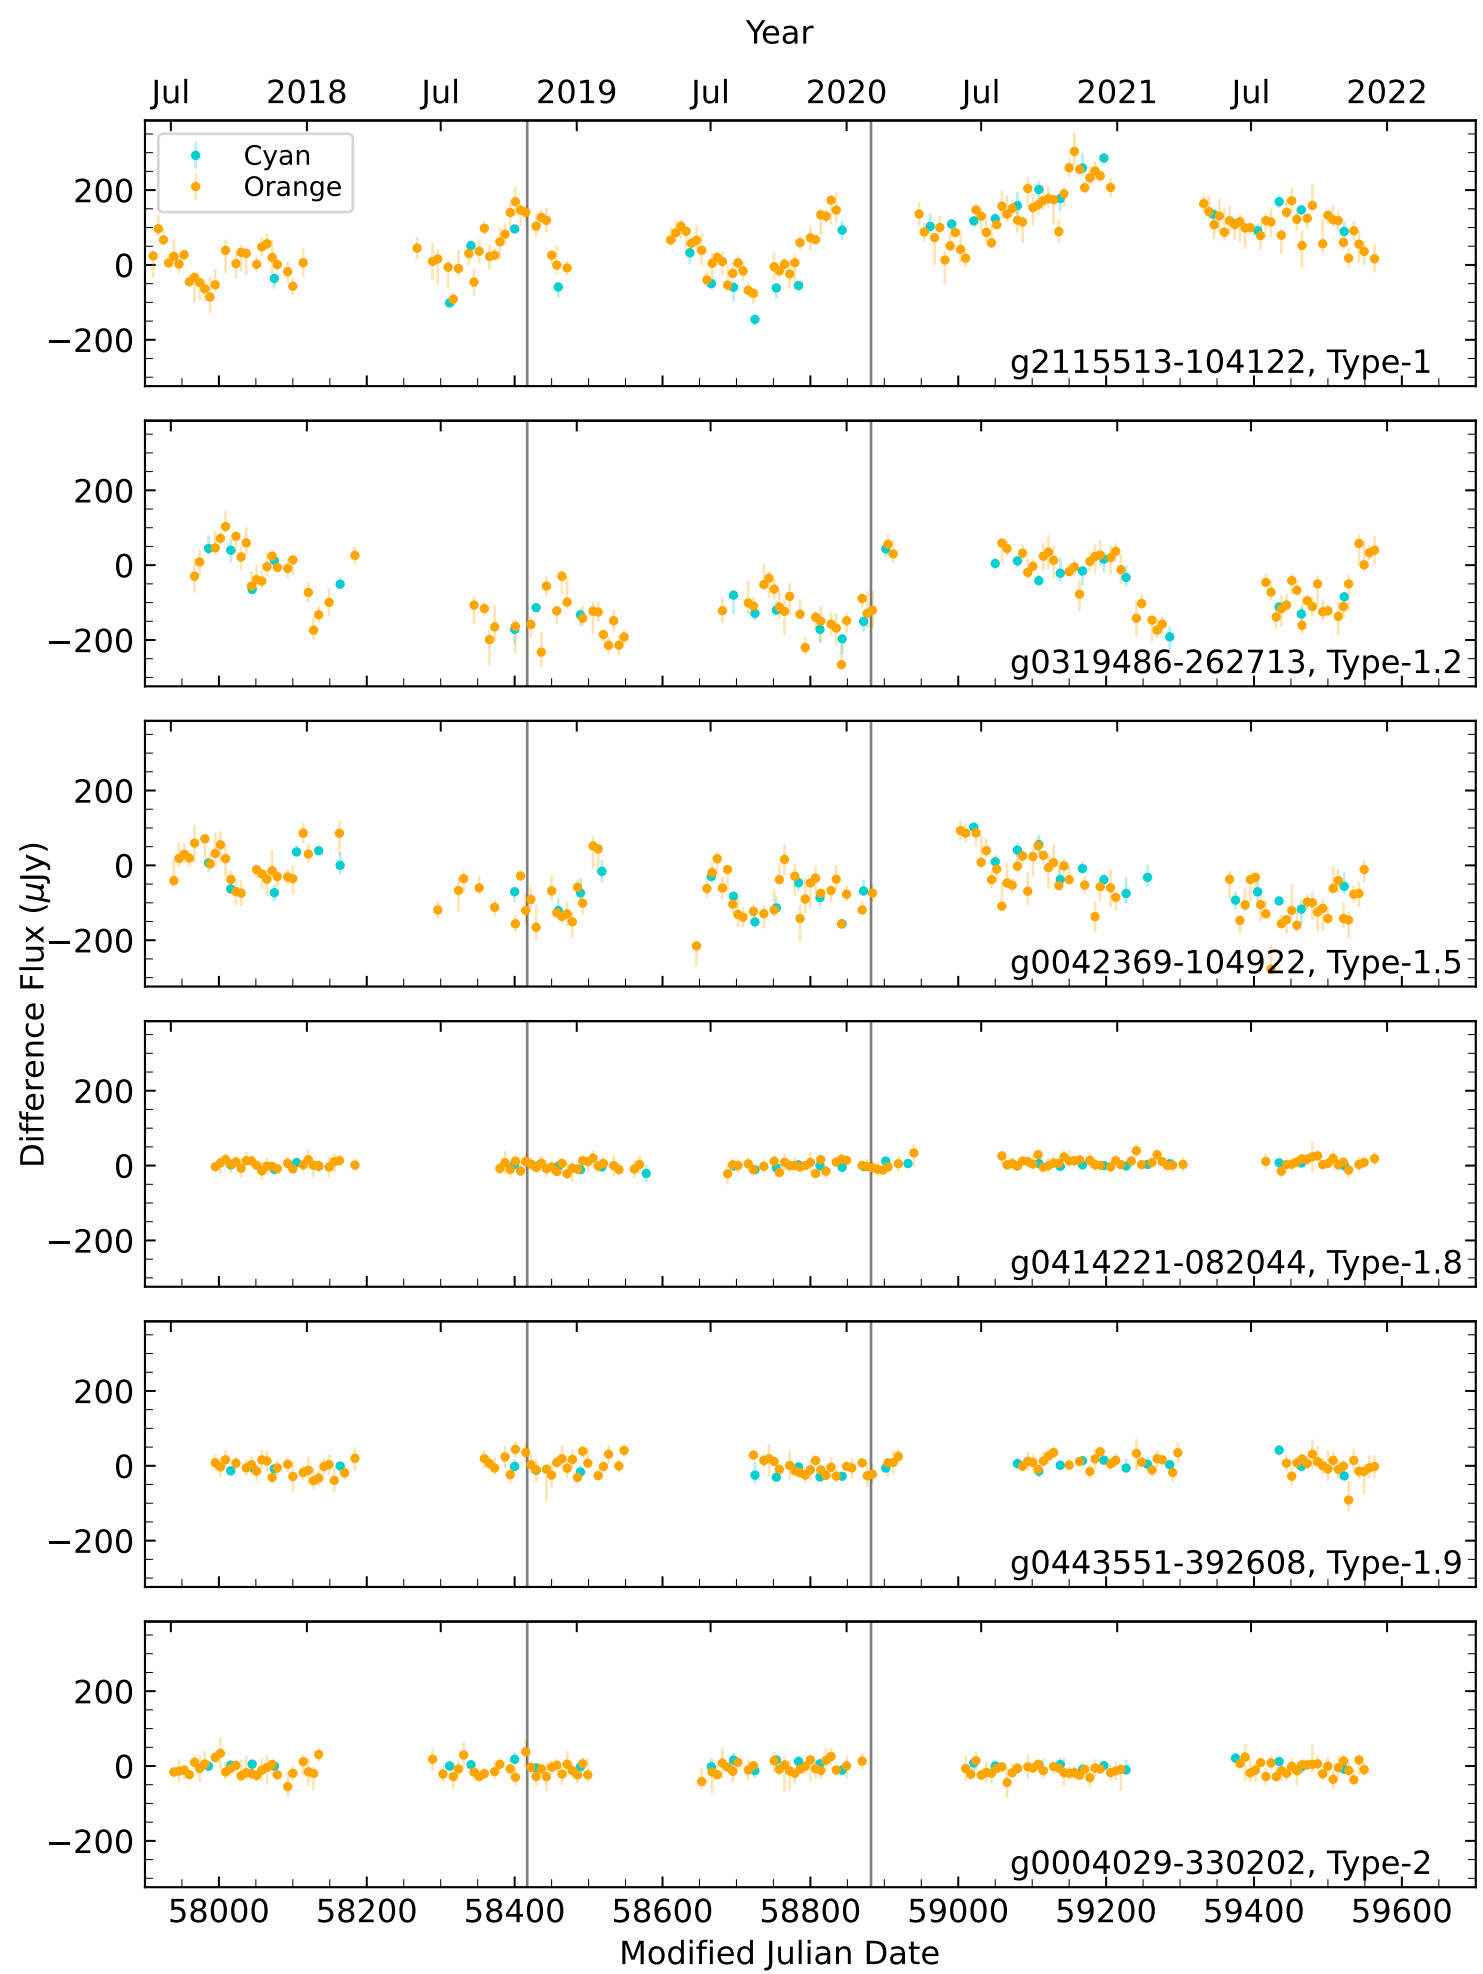 Year
Jul 2018 Jul 2019 Jul 2020 Jul 2021 Jul 2022
Cyan
Orange
200
0
−200
g2115513-104122, Type-1
200
0
−200
g0319486-262713, Type-1.2
Difference Flux (μJy)
200
0
−200
g0042369-104922, Type-1.5
200
0
−200
g0414221-082044, Type-1.8
200
0
−200
g0443551-392608, Type-1.9
200
0
−200
g0004029-330202, Type-2
58000 58200 58400 58600 58800 59000 59200 59400 59600
Modified Julian Date